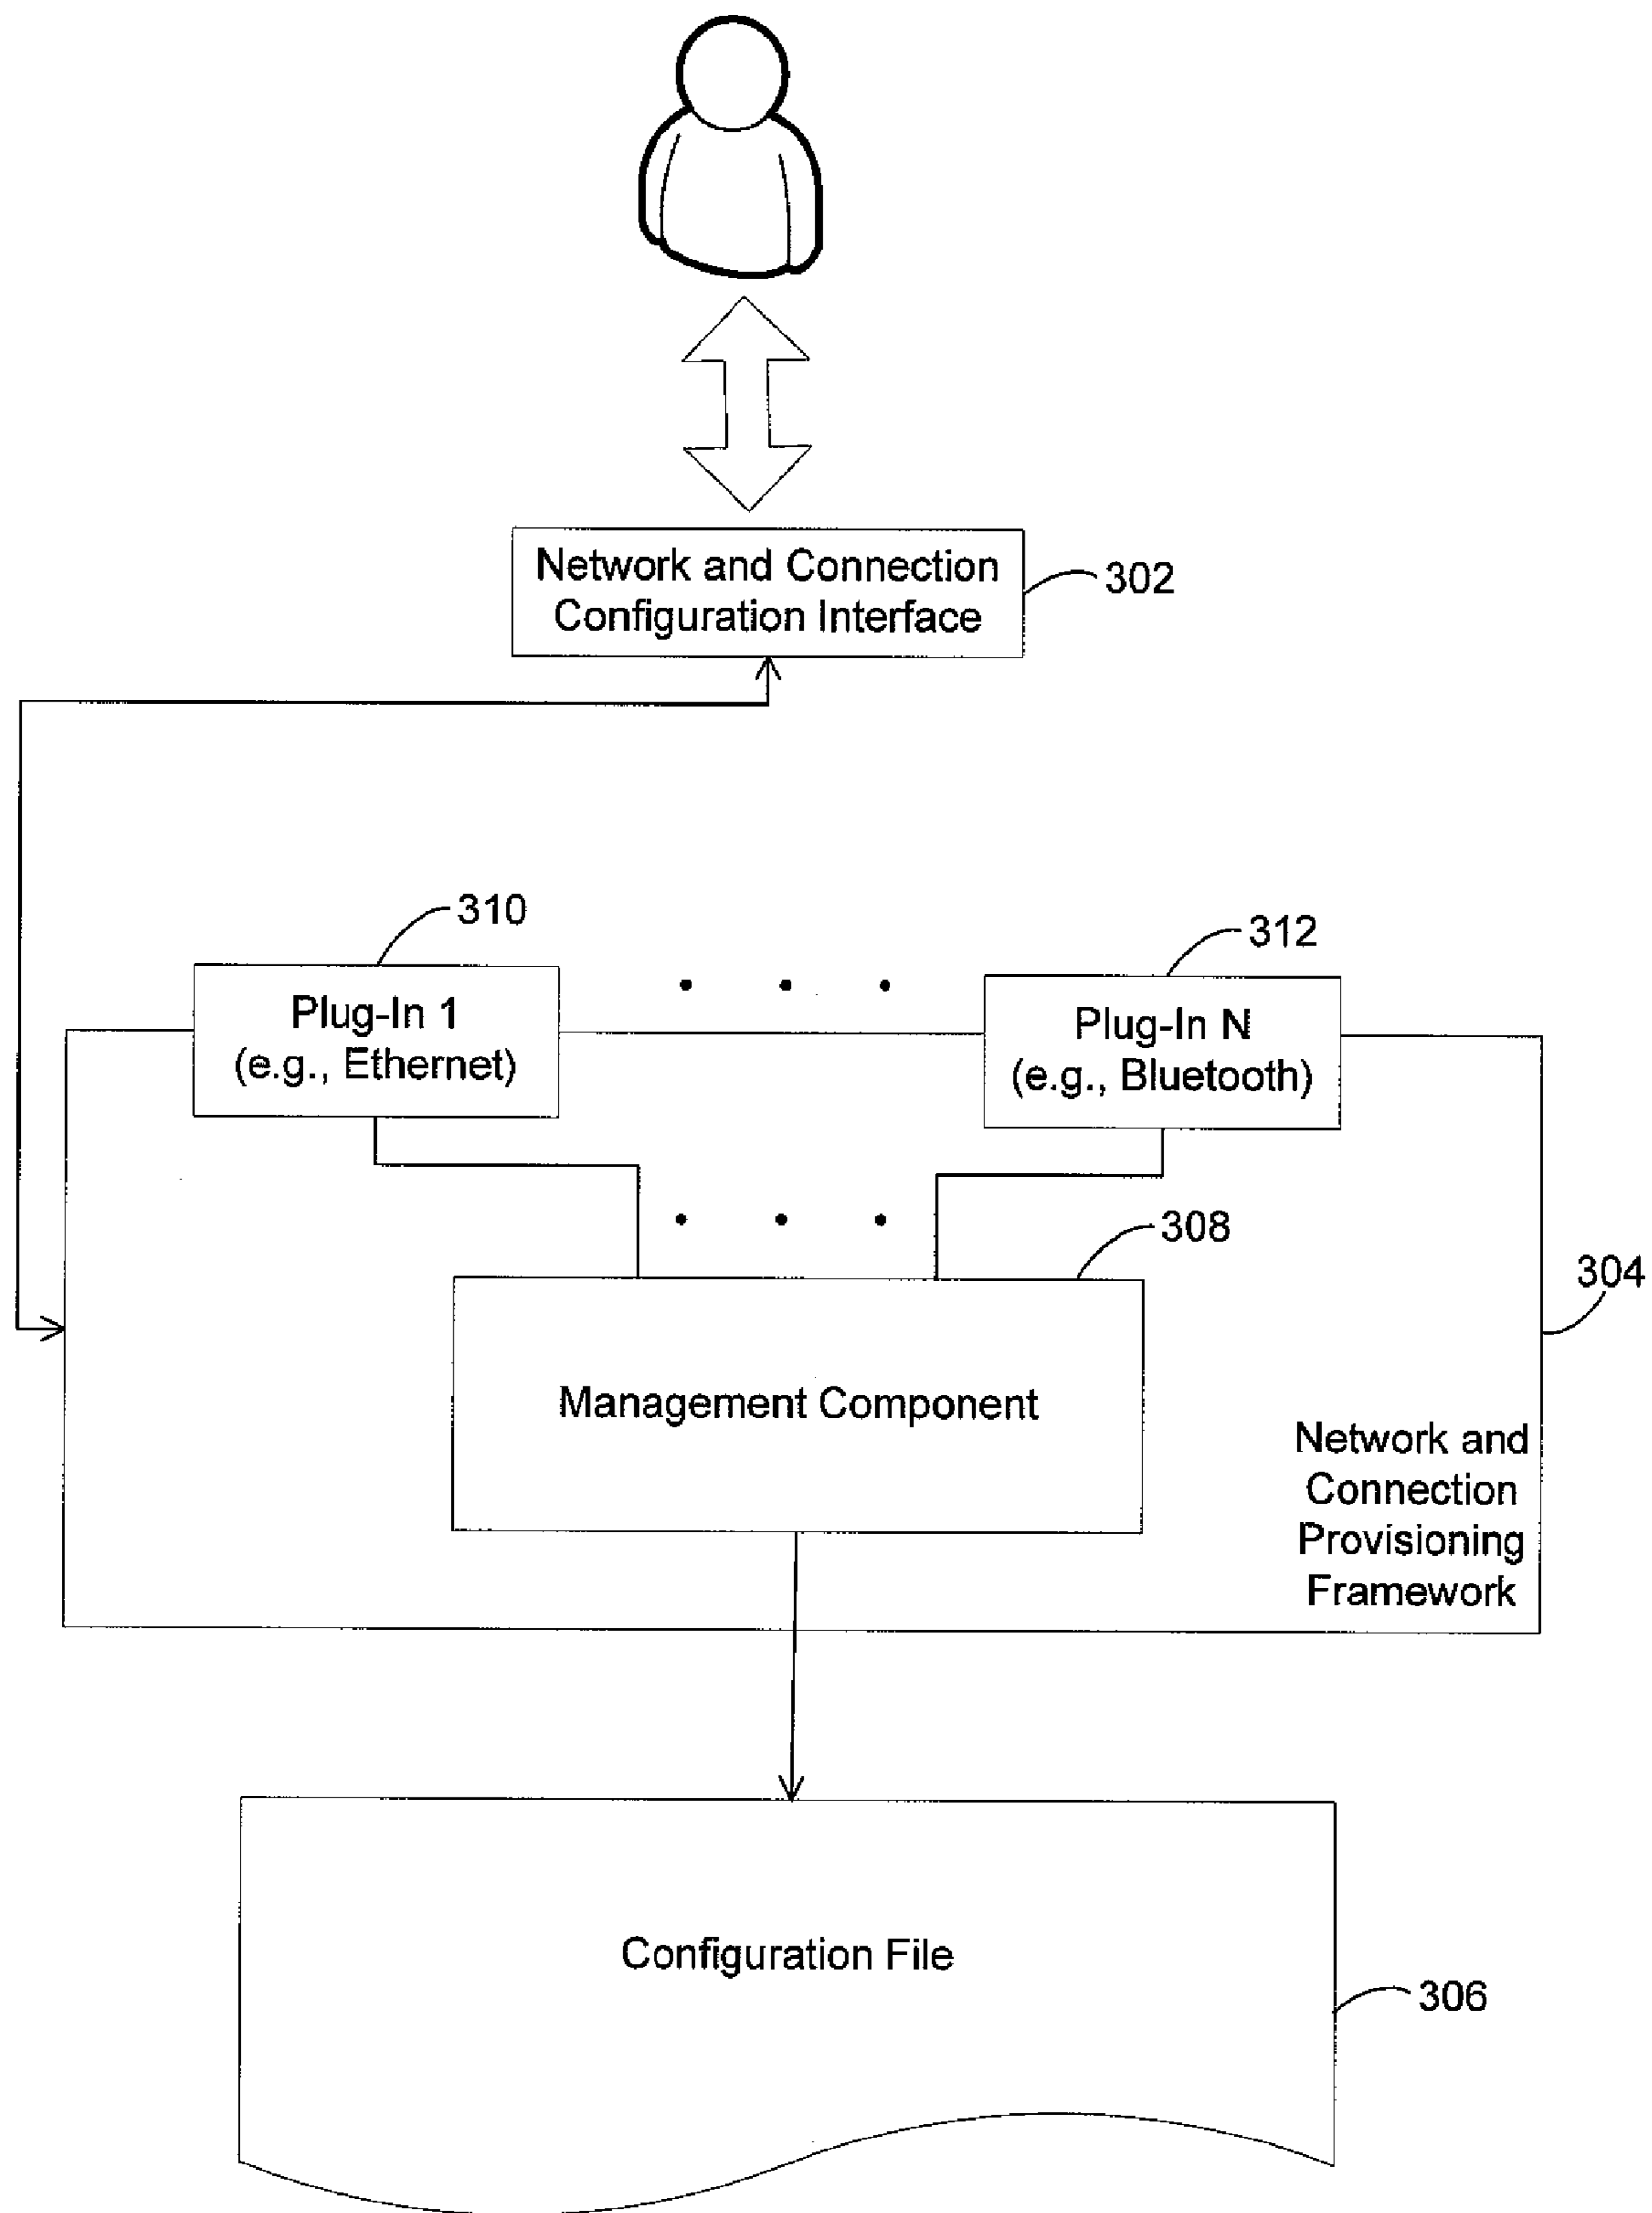 Network and Connection
Configuration Interface
302
310
312
Plug-In 1
(e.g., Ethernet)
Plug-In N
(e.g., Bluetooth)
308
304
Management Component
Network and
Connection
Provisioning
Framework
Configuration File
306